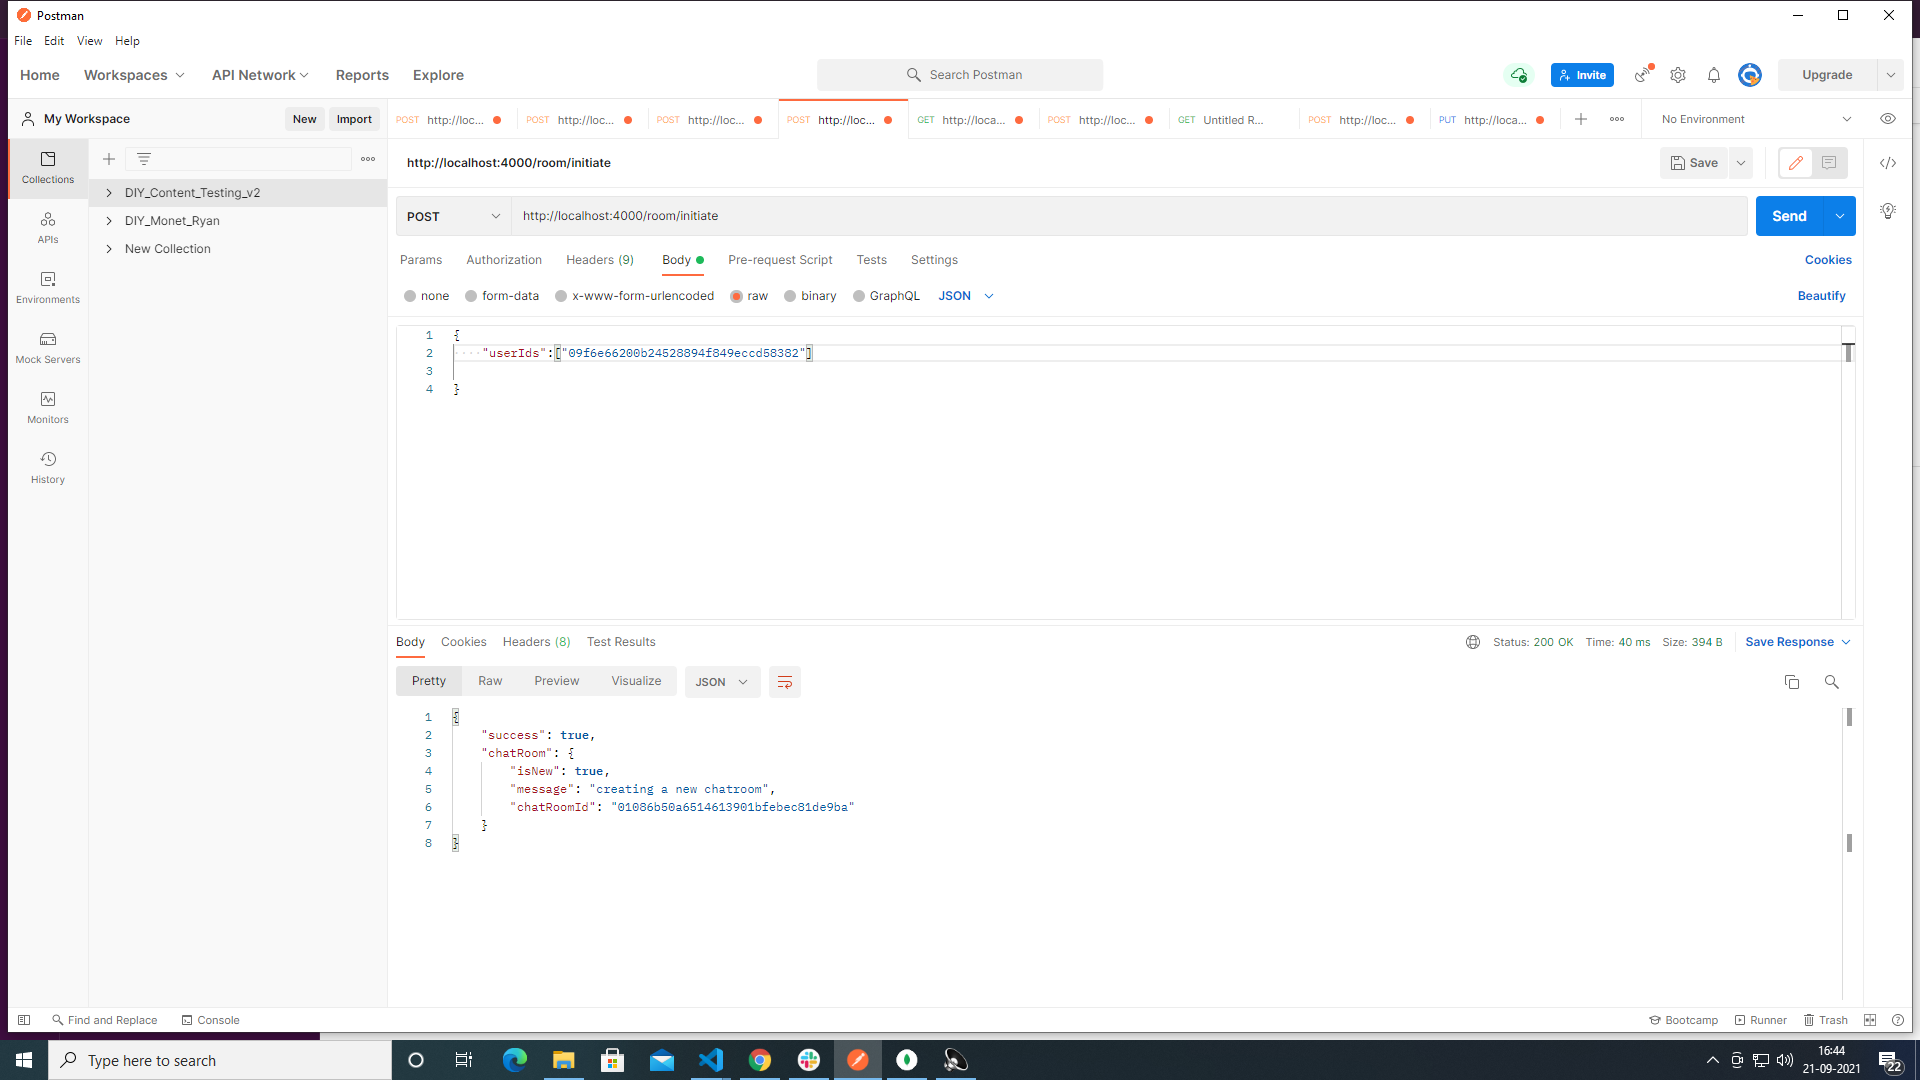 Postman
File Edit View Help
Home Workspaces API Network Reports Explore Search Postman Invite Upgrade
My Workspace New Import
POST http://loc... POST http://loc... POST http://loc... POST http://loc... GET http://loca... POST http://loc... GET Untitled R... POST http://loc... PUT http://loca... No Environment
Collections
APIs
Environments
Mock Servers
Monitors
History
DIY_Content_Testing_v2
DIY_Monet_Ryan
New Collection
http://localhost:4000/room/initiate Save
POST http://localhost:4000/room/initiate Send
Params Authorization Headers (9) Body Pre-request Script Tests Settings Cookies
none form-data x-www-form-urlencoded raw binary GraphQL JSON Beautify
1 {
2 "userIds":["09f6e66200b24528894f849eccd58382"]
3
4 }
Body Cookies Headers (8) Test Results Status: 200 OK Time: 40 ms Size: 394 B Save Response
Pretty Raw Preview Visualize JSON
1 {
2 "success": true,
3 "chatRoom": {
4 "isNew": true,
5 "message": "creating a new chatroom",
6 "chatRoomId": "01086b50a6514613901bfebec81de9ba"
7 }
8 }
Find and Replace Console Bootcamp Runner Trash
Type here to search
16:44
21-09-2021
22